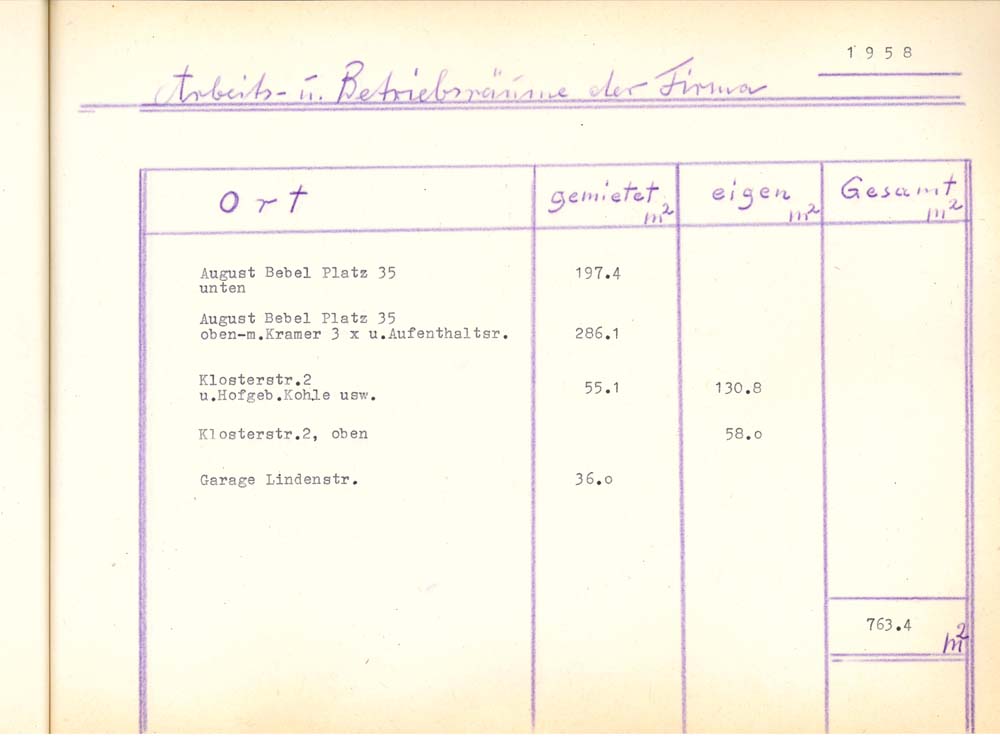 1958
Arbeits- u. Betriebsräume der Firma
Ort gemietet m² eigen m² Gesamt m²
August Bebel Platz 35 197.4
unten
August Bebel Platz 35
oben-m.Kramer 3 x u.Aufenthaltsr. 286.1
Klosterstr.2
u.Hofgeb.Kohle usw. 55.1 130.8
Klosterstr.2, oben 58.o
Garage Lindenstr. 36.o
763.4 m²